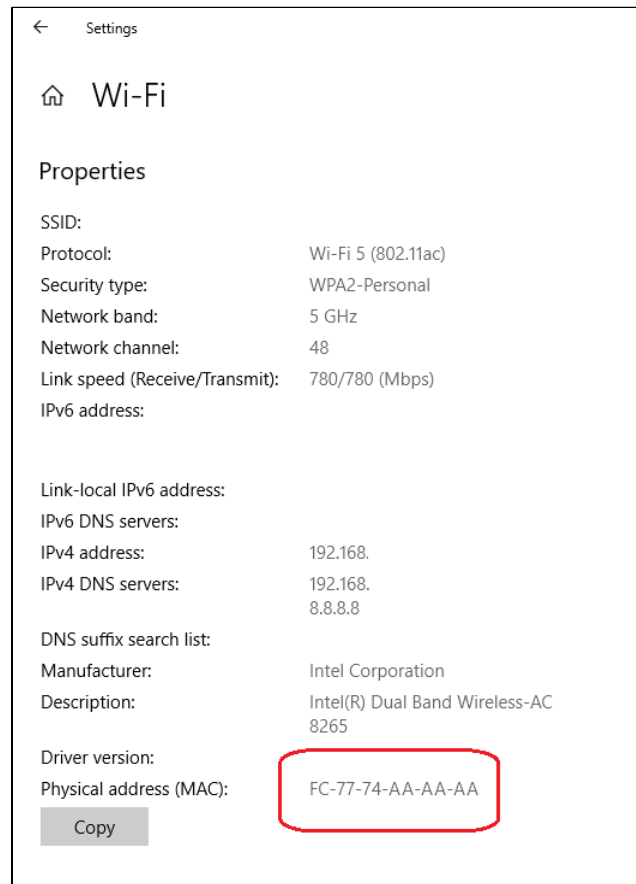 Settings
Wi-Fi
Properties
SSID:
Protocol: Wi-Fi 5 (802.11ac)
Security type: WPA2-Personal
Network band: 5 GHz
Network channel: 48
Link speed (Receive/Transmit): 780/780 (Mbps)
IPv6 address:
Link-local IPv6 address:
IPv6 DNS servers:
IPv4 address: 192.168.
IPv4 DNS servers: 192.168.
8.8.8.8
DNS suffix search list:
Manufacturer: Intel Corporation
Description: Intel(R) Dual Band Wireless-AC
8265
Driver version:
Physical address (MAC): FC-77-74-AA-AA-AA
Copy